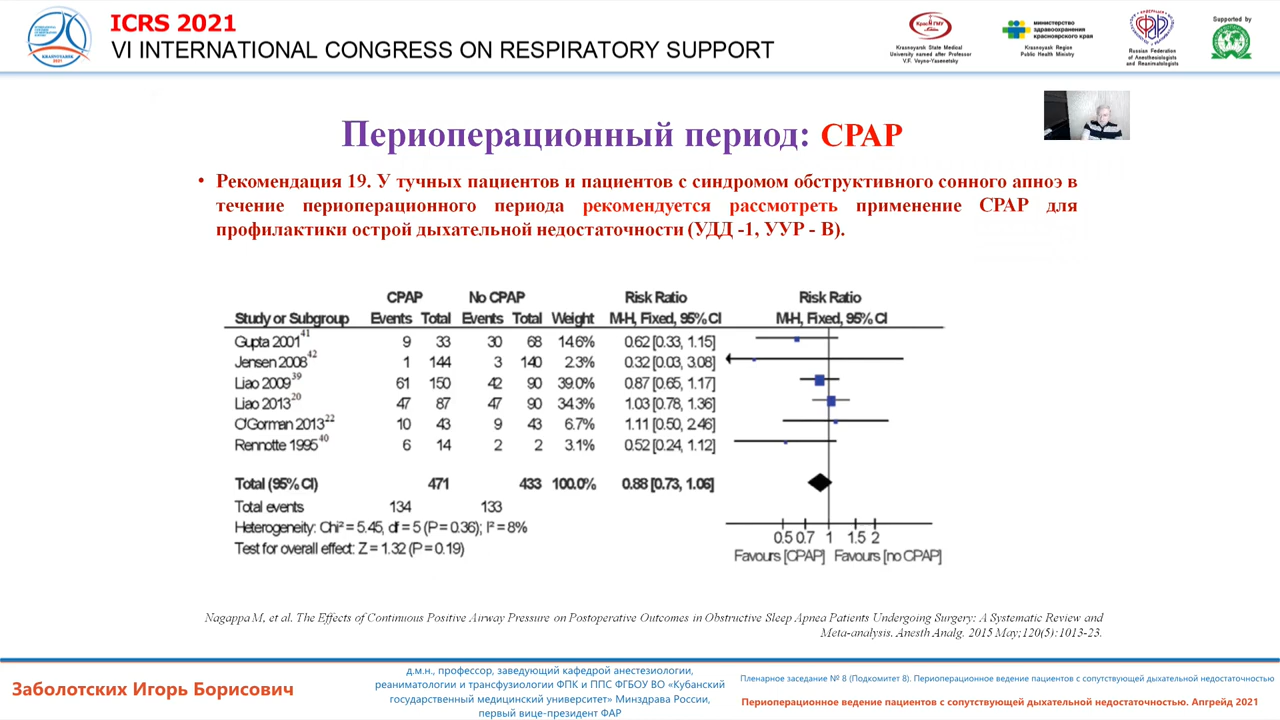 ICRS 2021
VI INTERNATIONAL CONGRESS ON RESPIRATORY SUPPORT
KRASNOYARSK
2021
КрасГМУ
Krasnoyarsk State Medical
University named after Professor
V.F. Voyno-Yasenetsky
министерство
здравоохранения
красноярского края
Krasnoyask Region
Public Health Ministry
Russian Federation
of Anesthesiologists
and Reanimatologists
Supported by
Периоперационный период: CPAP
• Рекомендация 19. У тучных пациентов и пациентов с синдромом обструктивного сонного апноэ в
течение периоперационного периода рекомендуется рассмотреть применение CPAP для
профилактики острой дыхательной недостаточности (УДД -1, УУР - В).
CPAP No CPAP Risk Ratio Risk Ratio
Study or Subgroup Events Total Events Total Weight M-H, Fixed, 95% CI M-H, Fixed, 95% CI
Gupta 2001⁴¹ 9 33 30 68 14.6% 0.62 [0.33, 1.15]
Jensen 2008⁴² 1 144 3 140 2.3% 0.32 [0.03, 3.08]
Liao 2009³⁹ 61 150 42 90 39.0% 0.87 [0.65, 1.17]
Liao 2013²⁰ 47 87 47 90 34.3% 1.03 [0.78, 1.36]
O'Gorman 2013²² 10 43 9 43 6.7% 1.11 [0.50, 2.46]
Rennotte 1995⁴⁰ 6 14 2 2 3.1% 0.52 [0.24, 1.12]
Total (95% CI) 471 433 100.0% 0.88 [0.73, 1.06]
Total events 134 133
Heterogeneity: Chi² = 5.45, df = 5 (P = 0.36); I² = 8%
Test for overall effect: Z = 1.32 (P = 0.19)
0.5 0.7 1 1.5 2
Favours [CPAP] Favours [no CPAP]
Nagappa M, et al. The Effects of Continuous Positive Airway Pressure on Postoperative Outcomes in Obstructive Sleep Apnea Patients Undergoing Surgery: A Systematic Review and
Meta-analysis. Anesth Analg. 2015 May;120(5):1013-23.
Заболотских Игорь Борисович
д.м.н., профессор, заведующий кафедрой анестезиологии,
реаниматологии и трансфузиологии ФПК и ППС ФГБОУ ВО «Кубанский
государственный медицинский университет» Минздрава России,
первый вице-президент ФАР
Пленарное заседание № 8 (Подкомитет 8). Периоперационное ведение пациентов с сопутствующей дыхательной недостаточностью
Периоперационное ведение пациентов с сопутствующей дыхательной недостаточностью. Апгрейд 2021